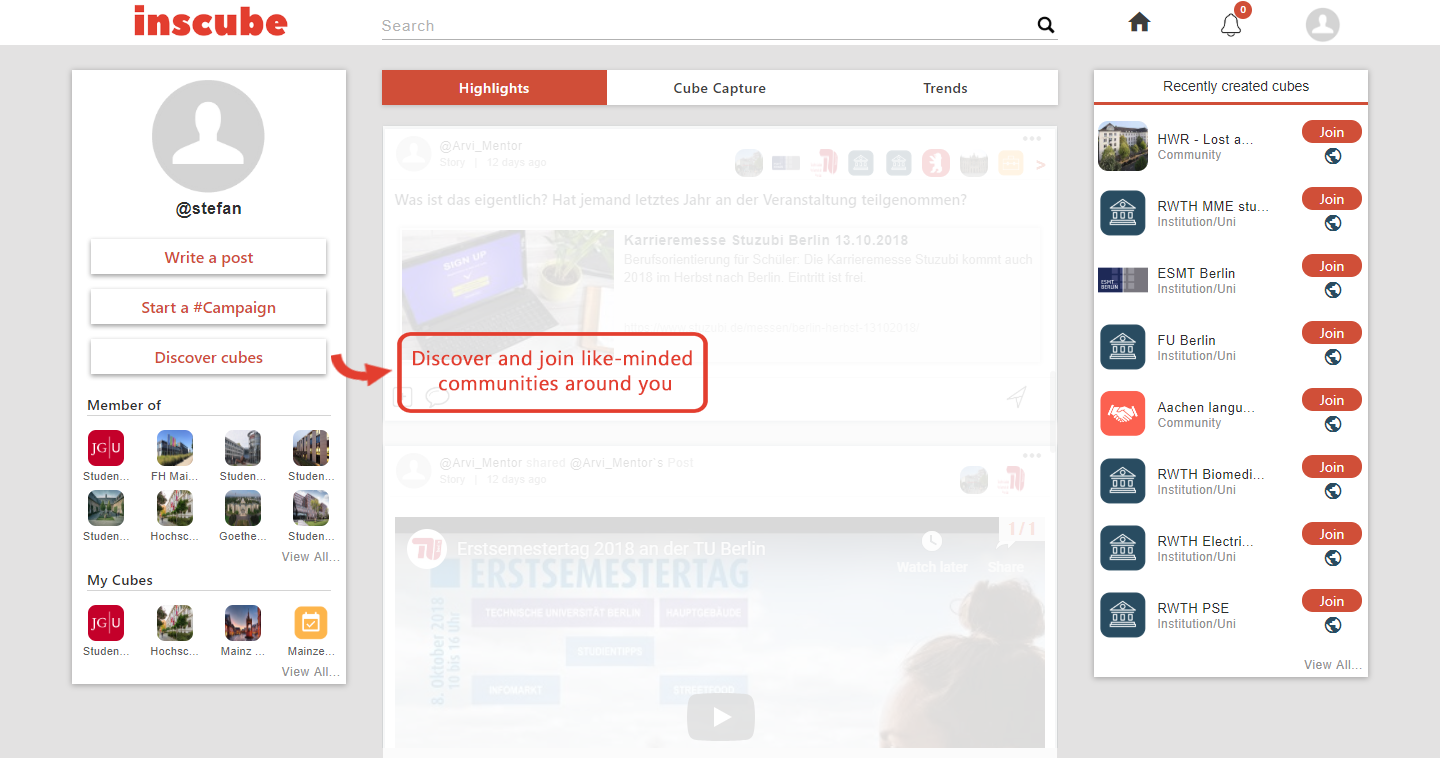 inscube
Search
0
@stefan
Write a post
Start a #Campaign
Discover cubes
Member of
JG|U
Studen...
FH Mai...
Studen...
Studen...
Studen...
Hochsc...
Goethe...
Studen...
View All...
My Cubes
JG|U
Studen...
Hochsc...
Mainz ...
Mainze...
View All...
Highlights
Cube Capture
Trends
@Arvi_Mentor
Story | 12 days ago
>
Was ist das eigentlich? Hat jemand letztes Jahr an der Veranstaltung teilgenommen?
SIGN UP
Karrieremesse Stuzubi Berlin 13.10.2018
Berufsorientierung für Schüler. Die Karrieremesse Stuzubi kommt auch
2018 im Herbst nach Berlin. Eintritt ist frei.
Discover and join like-minded
communities around you
@Arvi_Mentor shared @Arvi_Mentor`s Post
Story | 12 days ago
1 / 1
Erstsemestertag 2018 an der TU Berlin
Watch later
Share
ERSTSEMESTERTAG
8. Oktober 2018
10 bis 16 Uhr
TECHNISCHE UNIVERSITÄT BERLIN
HAUPTGEBÄUDE
STUDIENTIPPS
INFOMARKT
STREETFOOD
Recently created cubes
HWR - Lost a...
Community
Join
RWTH MME stu...
Institution/Uni
Join
ESMT
BERLIN
ESMT Berlin
Institution/Uni
Join
FU Berlin
Institution/Uni
Join
Aachen langu...
Community
Join
RWTH Biomedi...
Institution/Uni
Join
RWTH Electri...
Institution/Uni
Join
RWTH PSE
Institution/Uni
Join
View All...